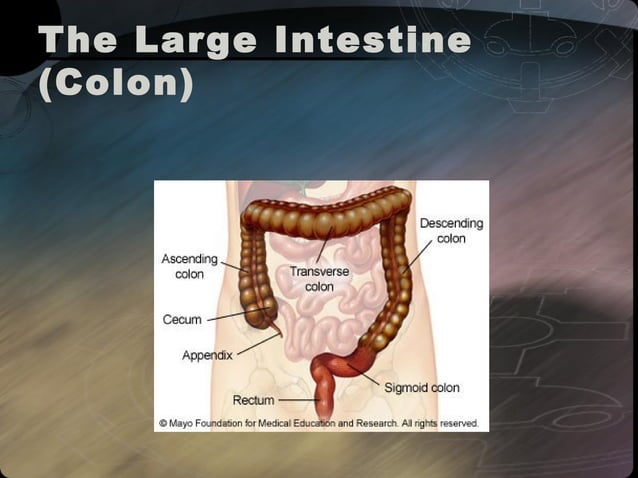 The Large Intestine
(Colon)
Descending
colon
Ascending
colon
Transverse
colon
Cecum
Appendix
Sigmoid colon
Rectum
© Mayo Foundation for Medical Education and Research. All rights reserved.